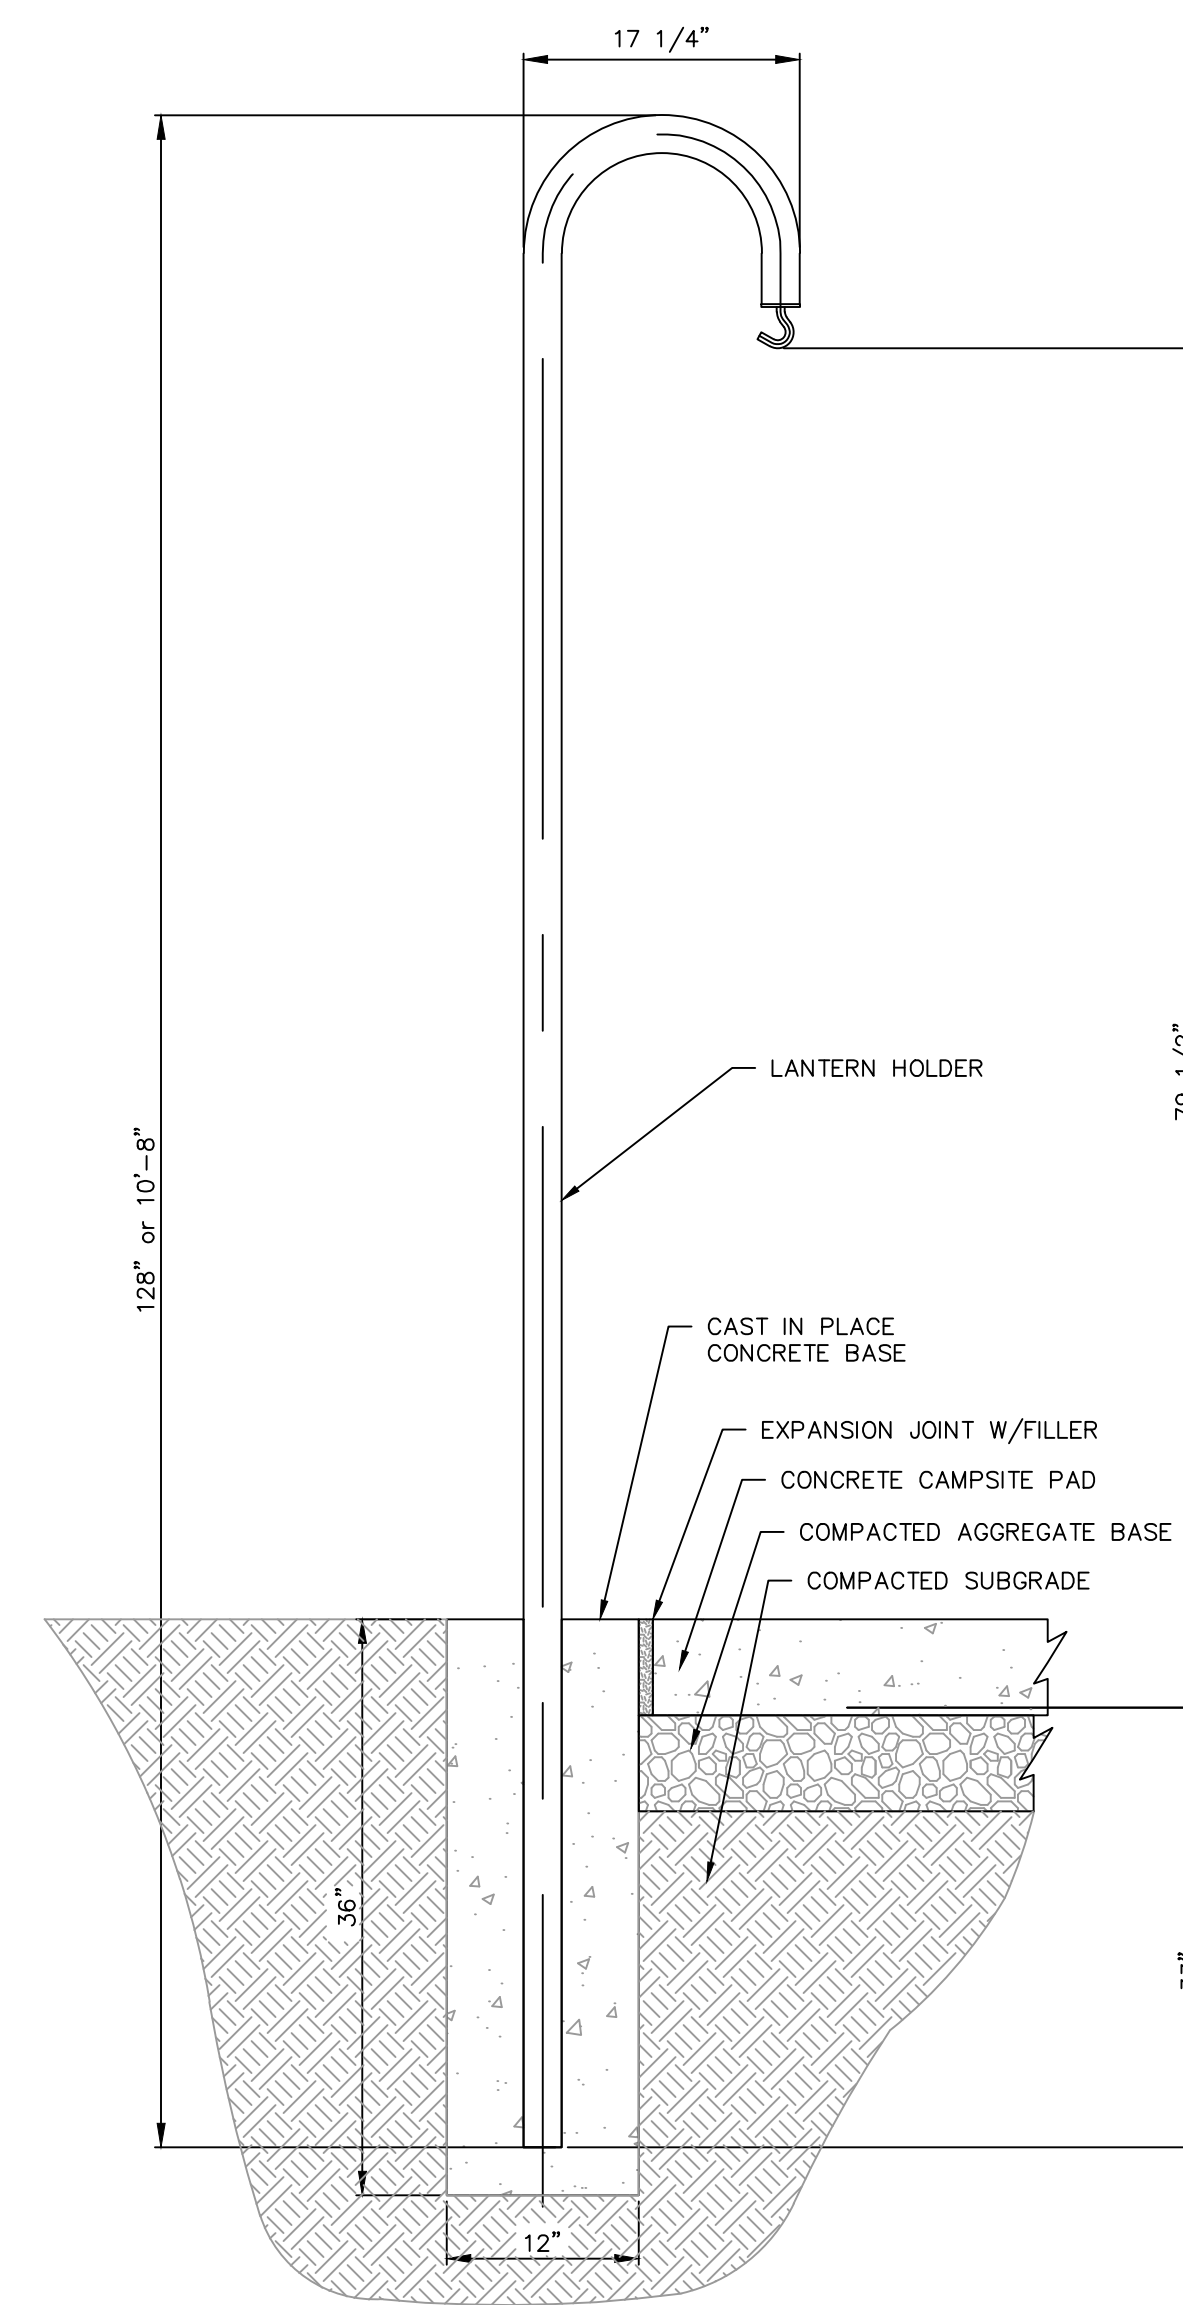 17 1/4"
LANTERN HOLDER
128" or 10'-8"
CAST IN PLACE
CONCRETE BASE
EXPANSION JOINT W/FILLER
CONCRETE CAMPSITE PAD
COMPACTED AGGREGATE BASE
COMPACTED SUBGRADE
36"
12"